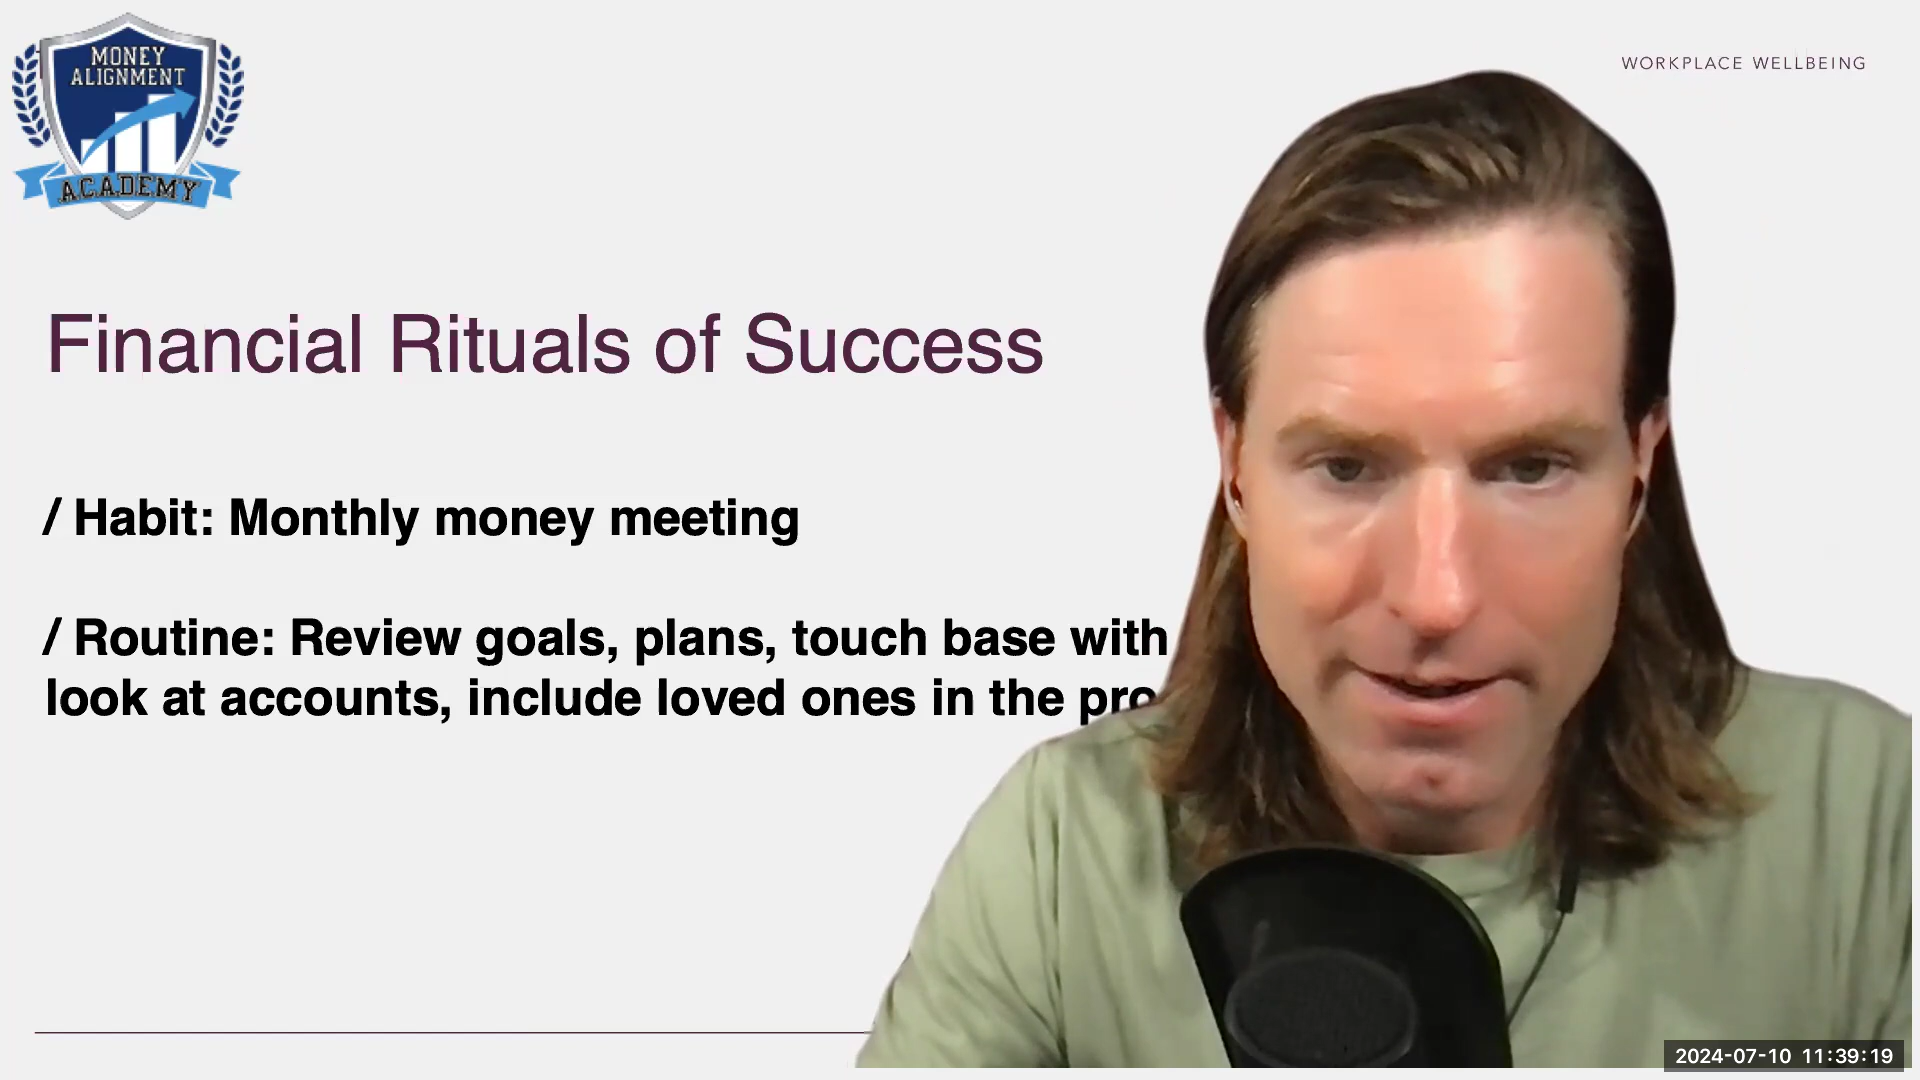 MONEY
ALIGNMENT
ACADEMY
WORKPLACE WELLBEING
Financial Rituals of Success
/ Habit: Monthly money meeting
/ Routine: Review goals, plans, touch base with
look at accounts, include loved ones in the
2024-07-10 11:39:19